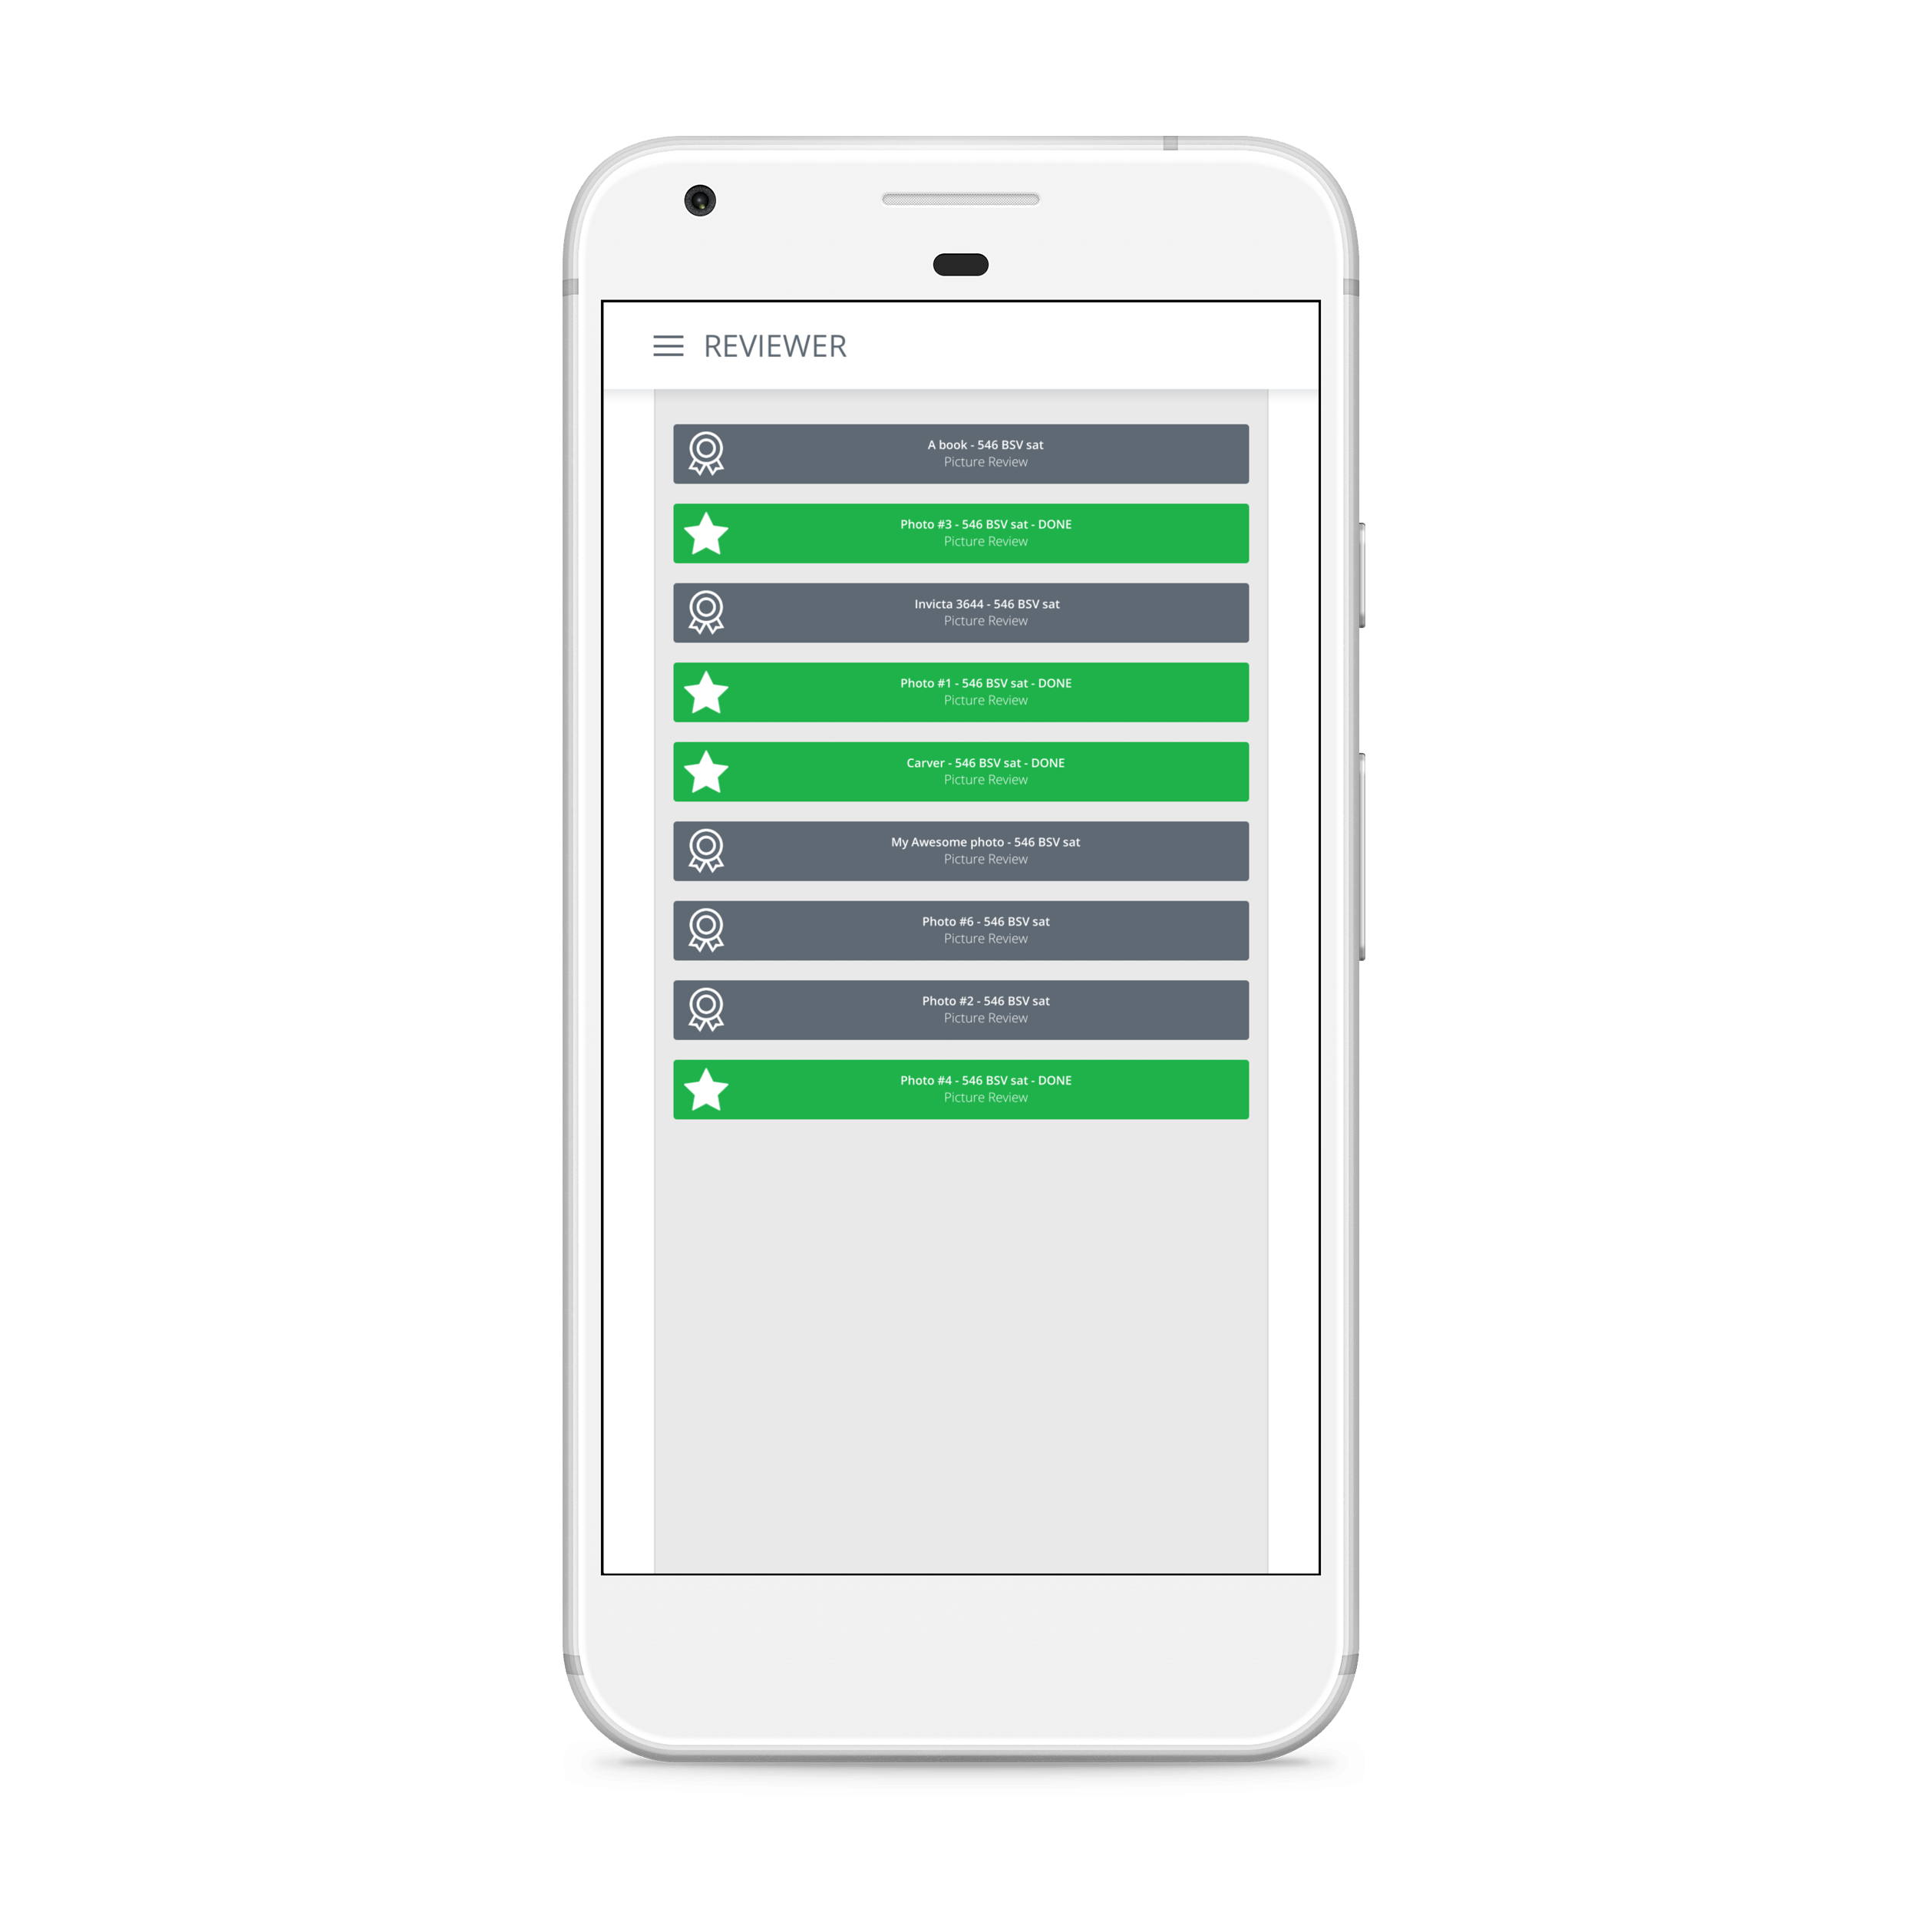 REVIEWER
A book - 546 BSV sat
Picture Review
Photo #3 - 546 BSV sat - DONE
Picture Review
Invicta 3644 - 546 BSV sat
Picture Review
Photo #1 - 546 BSV sat - DONE
Picture Review
Carver - 546 BSV sat - DONE
Picture Review
My Awesome photo - 546 BSV sat
Picture Review
Photo #6 - 546 BSV sat
Picture Review
Photo #2 - 546 BSV sat
Picture Review
Photo #4 - 546 BSV sat - DONE
Picture Review